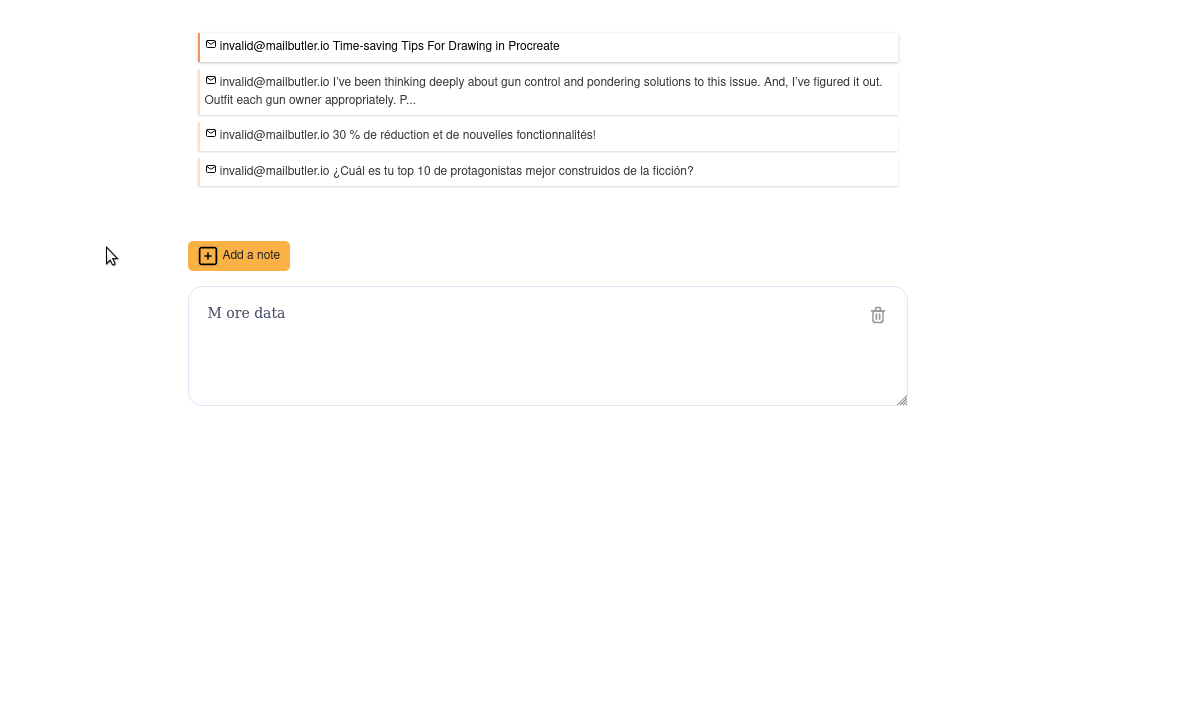 invalid@mailbutler.io Time-saving Tips For Drawing in Procreate
invalid@mailbutler.io I've been thinking deeply about gun control and pondering solutions to this issue. And, I've figured it out.
Outfit each gun owner appropriately. P...
invalid@mailbutler.io 30 % de réduction et de nouvelles fonctionnalités!
invalid@mailbutler.io ¿Cuál es tu top 10 de protagonistas mejor construidos de la ficción?
Add a note
M ore data